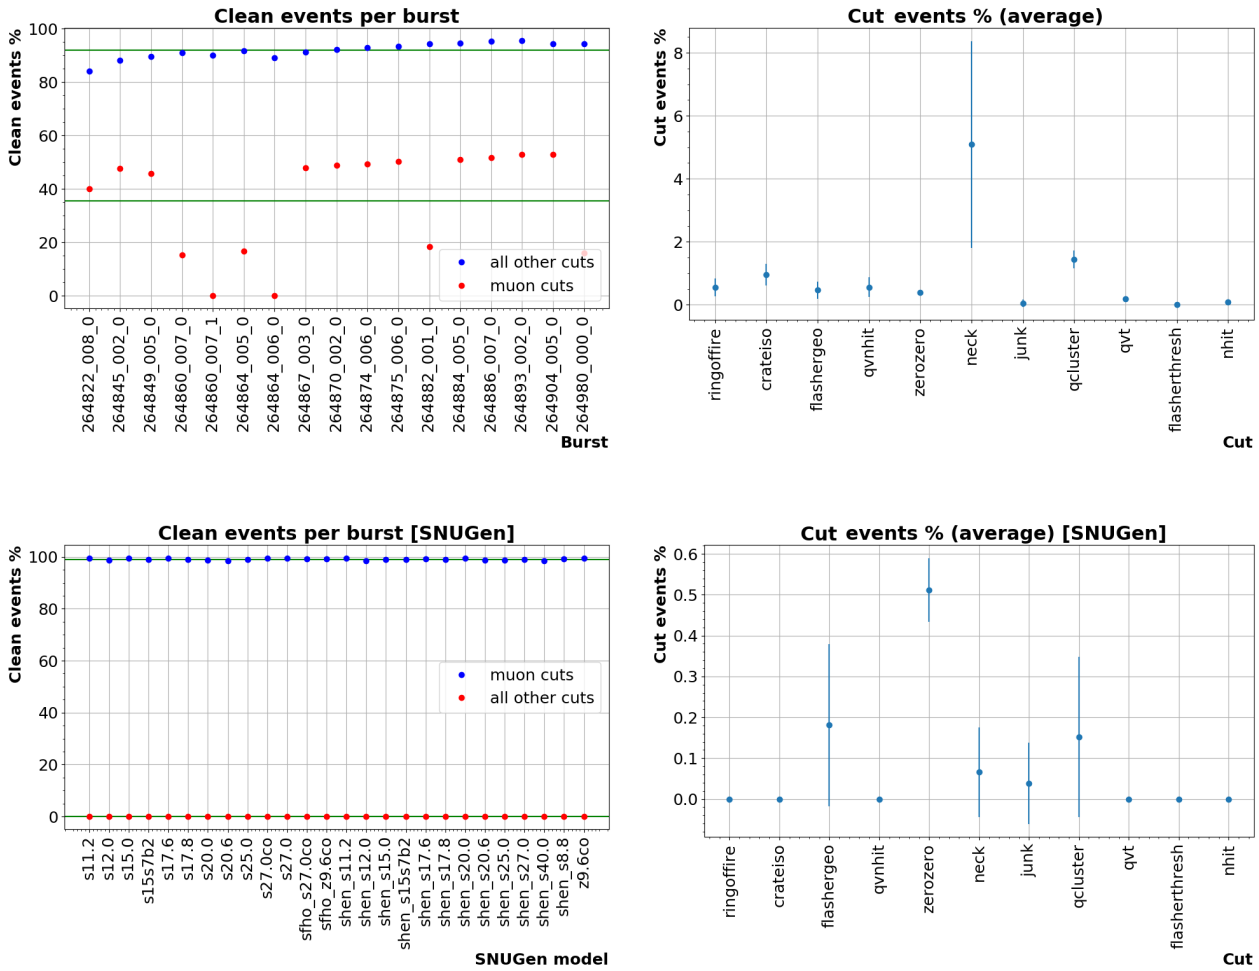 Clean events per burst
Clean events %
100
80
60
40
20
0
all other cuts
muon cuts
264822_008_0
264845_002_0
264849_005_0
264860_007_0
264860_007_1
264864_005_0
264864_006_0
264867_003_0
264870_002_0
264874_006_0
264875_006_0
264882_001_0
264884_005_0
264886_007_0
264893_002_0
264904_005_0
264980_000_0
Burst
Cut events % (average)
Cut events %
8
6
4
2
0
ringoffire
crateiso
flashergeo
qvnhit
zerozero
neck
junk
qcluster
qvt
flasherthresh
nhit
Cut
Clean events per burst [SNUGen]
Clean events %
100
80
60
40
20
0
muon cuts
all other cuts
s11.2
s12.0
s15.0
s15s7b2
s17.6
s17.8
s20.0
s20.6
s25.0
s27.0co
s27.0
sfho_s27.0co
sfho_z9.6co
shen_s11.2
shen_s12.0
shen_s15.0
shen_s15s7b2
shen_s17.6
shen_s17.8
shen_s20.0
shen_s20.6
shen_s25.0
shen_s27.0
shen_s40.0
shen_s8.8
z9.6co
SNUGen model
Cut events % (average) [SNUGen]
Cut events %
0.6
0.5
0.4
0.3
0.2
0.1
0.0
ringoffire
crateiso
flashergeo
qvnhit
zerozero
neck
junk
qcluster
qvt
flasherthresh
nhit
Cut